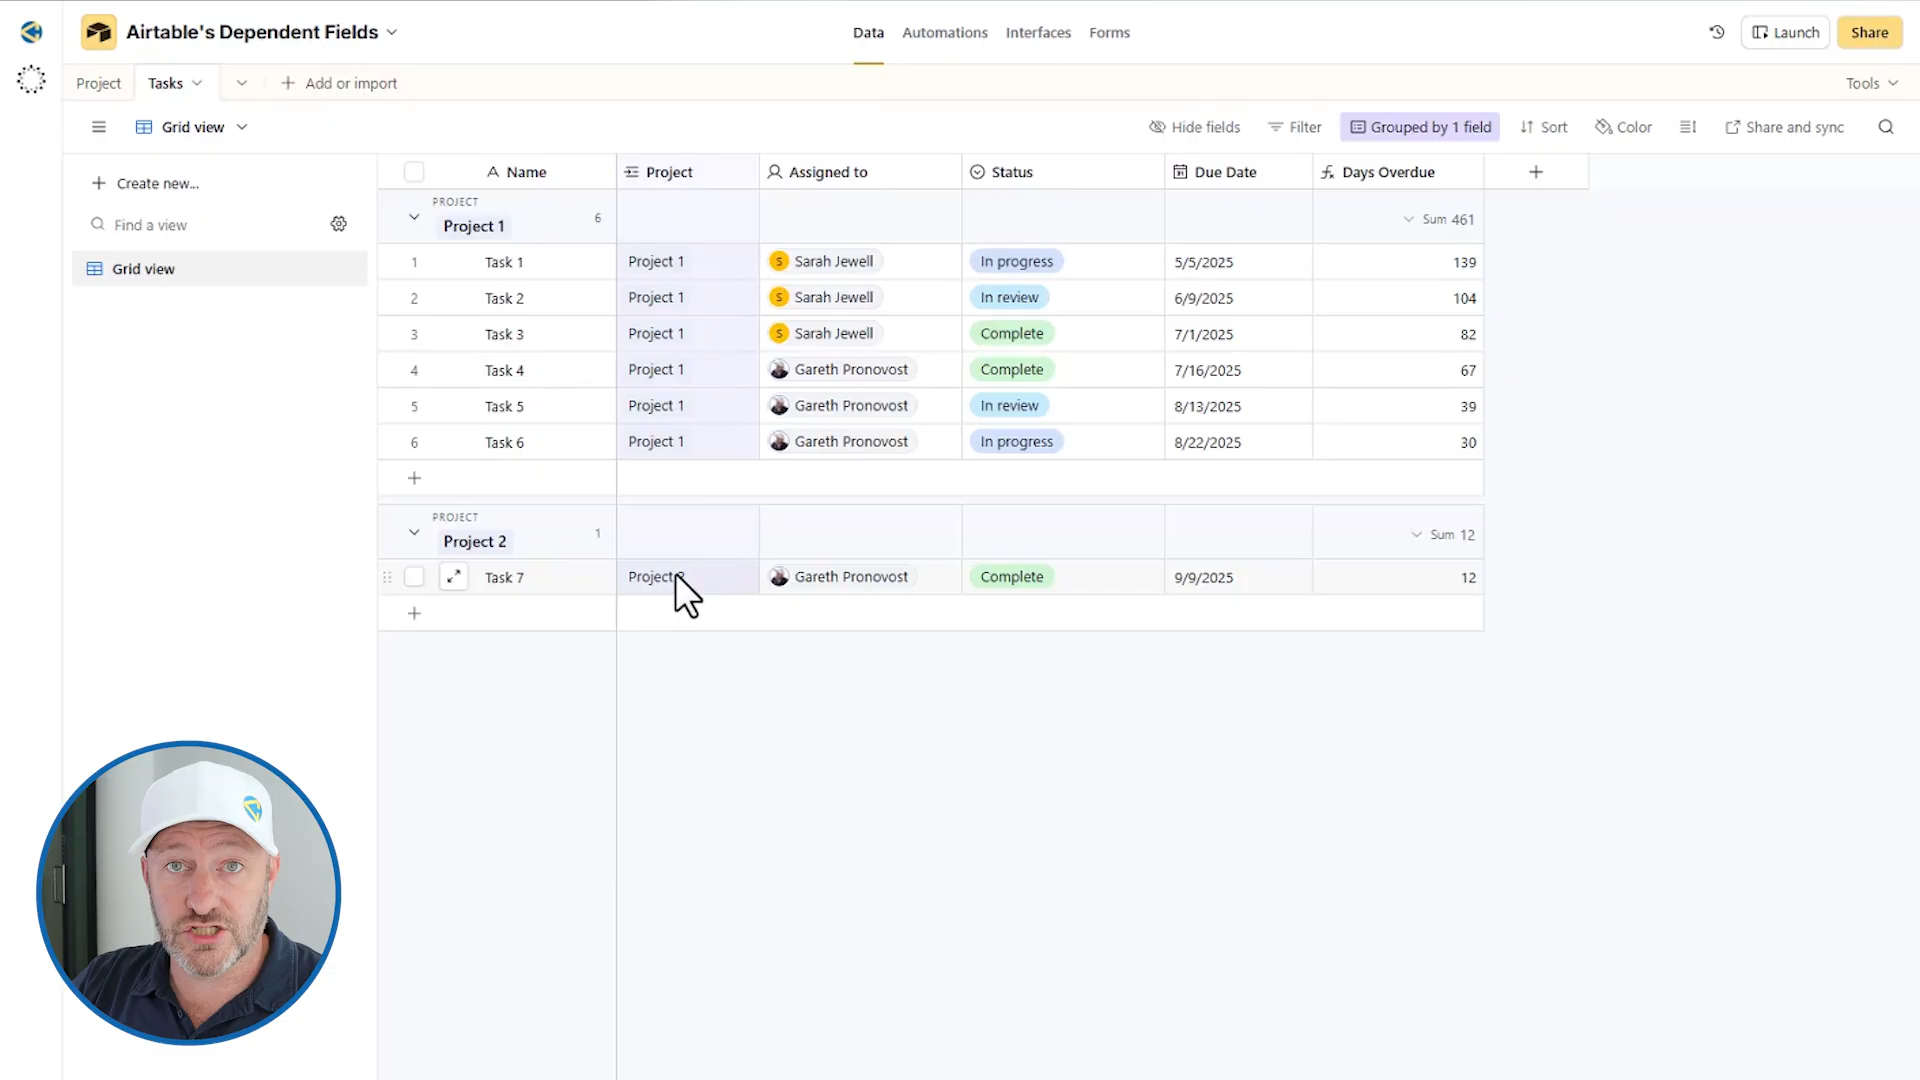 Airtable's Dependent Fields
Data Automations Interfaces Forms
Launch Share
Project Tasks Add or import Tools
Grid view Hide fields Filter Grouped by 1 field Sort Color Share and sync
Create new...
Find a view
Grid view
Name Project Assigned to Status Due Date Days Overdue
PROJECT
Project 1 6 Sum 461
1 Task 1 Project 1 S Sarah Jewell In progress 5/5/2025 139
2 Task 2 Project 1 S Sarah Jewell In review 6/9/2025 104
3 Task 3 Project 1 S Sarah Jewell Complete 7/1/2025 82
4 Task 4 Project 1 Gareth Pronovost Complete 7/16/2025 67
5 Task 5 Project 1 Gareth Pronovost In review 8/13/2025 39
6 Task 6 Project 1 Gareth Pronovost In progress 8/22/2025 30
PROJECT
Project 2 1 Sum 12
Task 7 Project 2 Gareth Pronovost Complete 9/9/2025 12